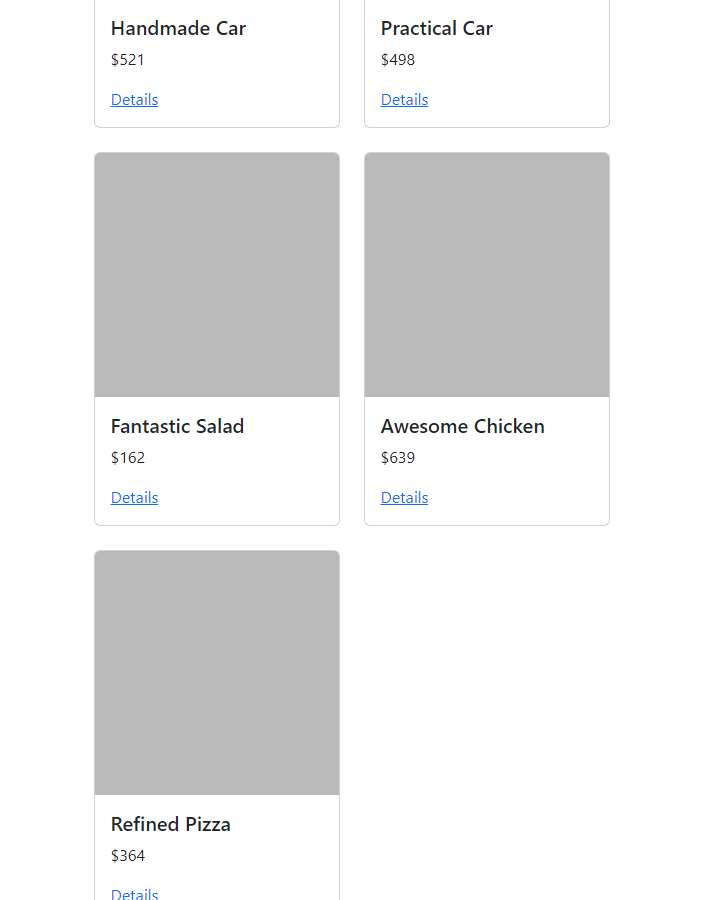 Handmade Car
$521
Details
Practical Car
$498
Details
Fantastic Salad
$162
Details
Awesome Chicken
$639
Details
Refined Pizza
$364
Details